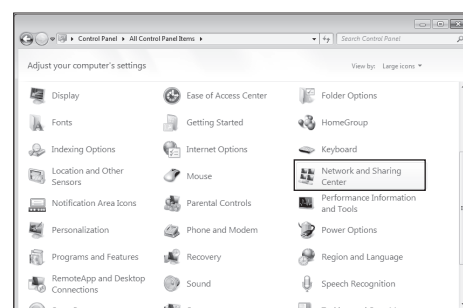 Control Panel ▸ All Control Panel Items ▸
Search Control Panel
Adjust your computer's settings
View by: Large icons
Display
Ease of Access Center
Folder Options
Fonts
Getting Started
HomeGroup
Indexing Options
Internet Options
Keyboard
Location and Other
Sensors
Mouse
Network and Sharing
Center
Notification Area Icons
Parental Controls
Performance Information
and Tools
Personalization
Phone and Modem
Power Options
Programs and Features
Recovery
Region and Language
RemoteApp and Desktop
Connections
Sound
Speech Recognition